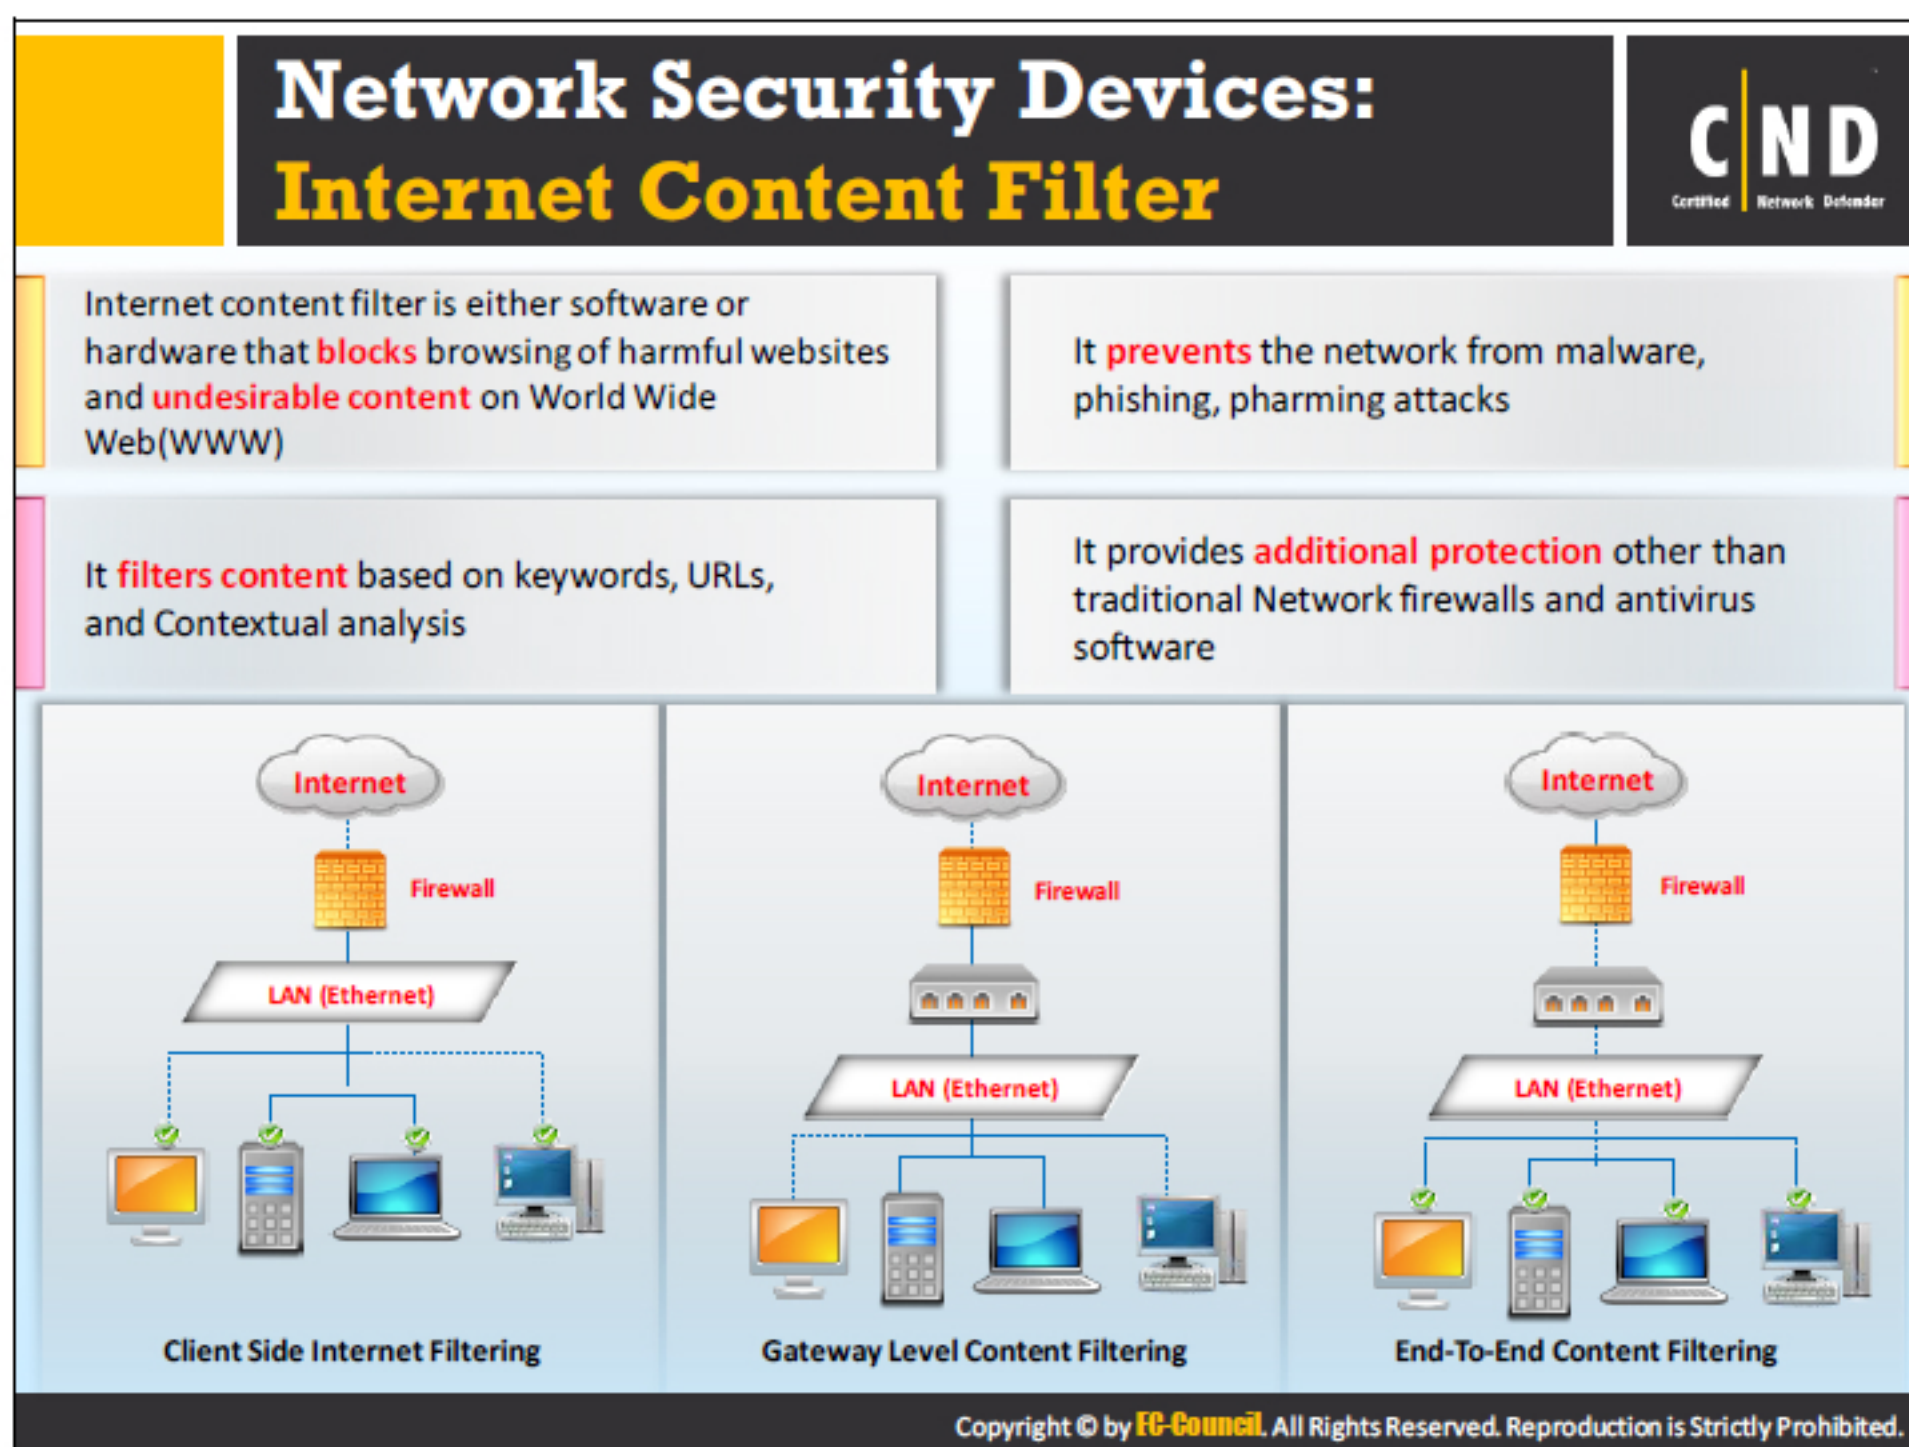 Network Security Devices:
Internet Content Filter
C|ND
Certified Network Defender
Internet content filter is either software or
hardware that blocks browsing of harmful websites
and undesirable content on World Wide
Web(WWW)
It prevents the network from malware,
phishing, pharming attacks
It filters content based on keywords, URLs,
and Contextual analysis
It provides additional protection other than
traditional Network firewalls and antivirus
software
Internet
Firewall
LAN (Ethernet)
Client Side Internet Filtering
Internet
Firewall
LAN (Ethernet)
Gateway Level Content Filtering
Internet
Firewall
LAN (Ethernet)
End-To-End Content Filtering
Copyright © by EC-Council. All Rights Reserved. Reproduction is Strictly Prohibited.